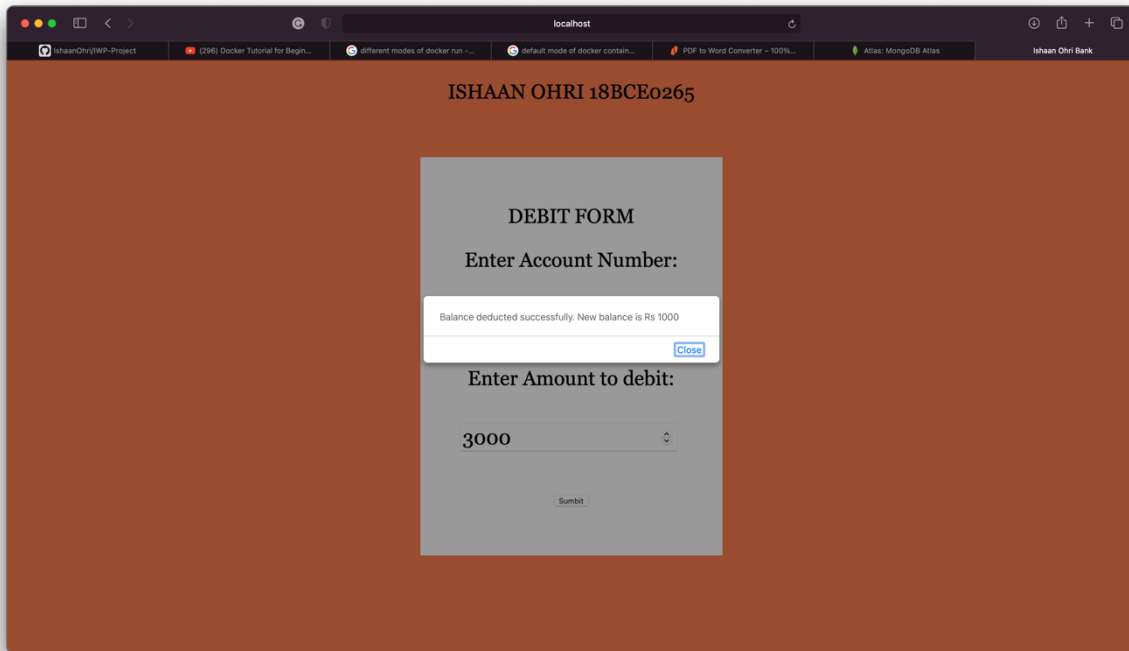 localhost
IshaanOhri/IWP-Project
(296) Docker Tutorial for Begin...
different modes of docker run -...
default mode of docker contain...
PDF to Word Converter – 100%...
Atlas: MongoDB Atlas
Ishaan Ohri Bank
ISHAAN OHRI 18BCE0265
DEBIT FORM
Enter Account Number:
Balance deducted successfully. New balance is Rs 1000
Close
Enter Amount to debit:
3000
Sumbit